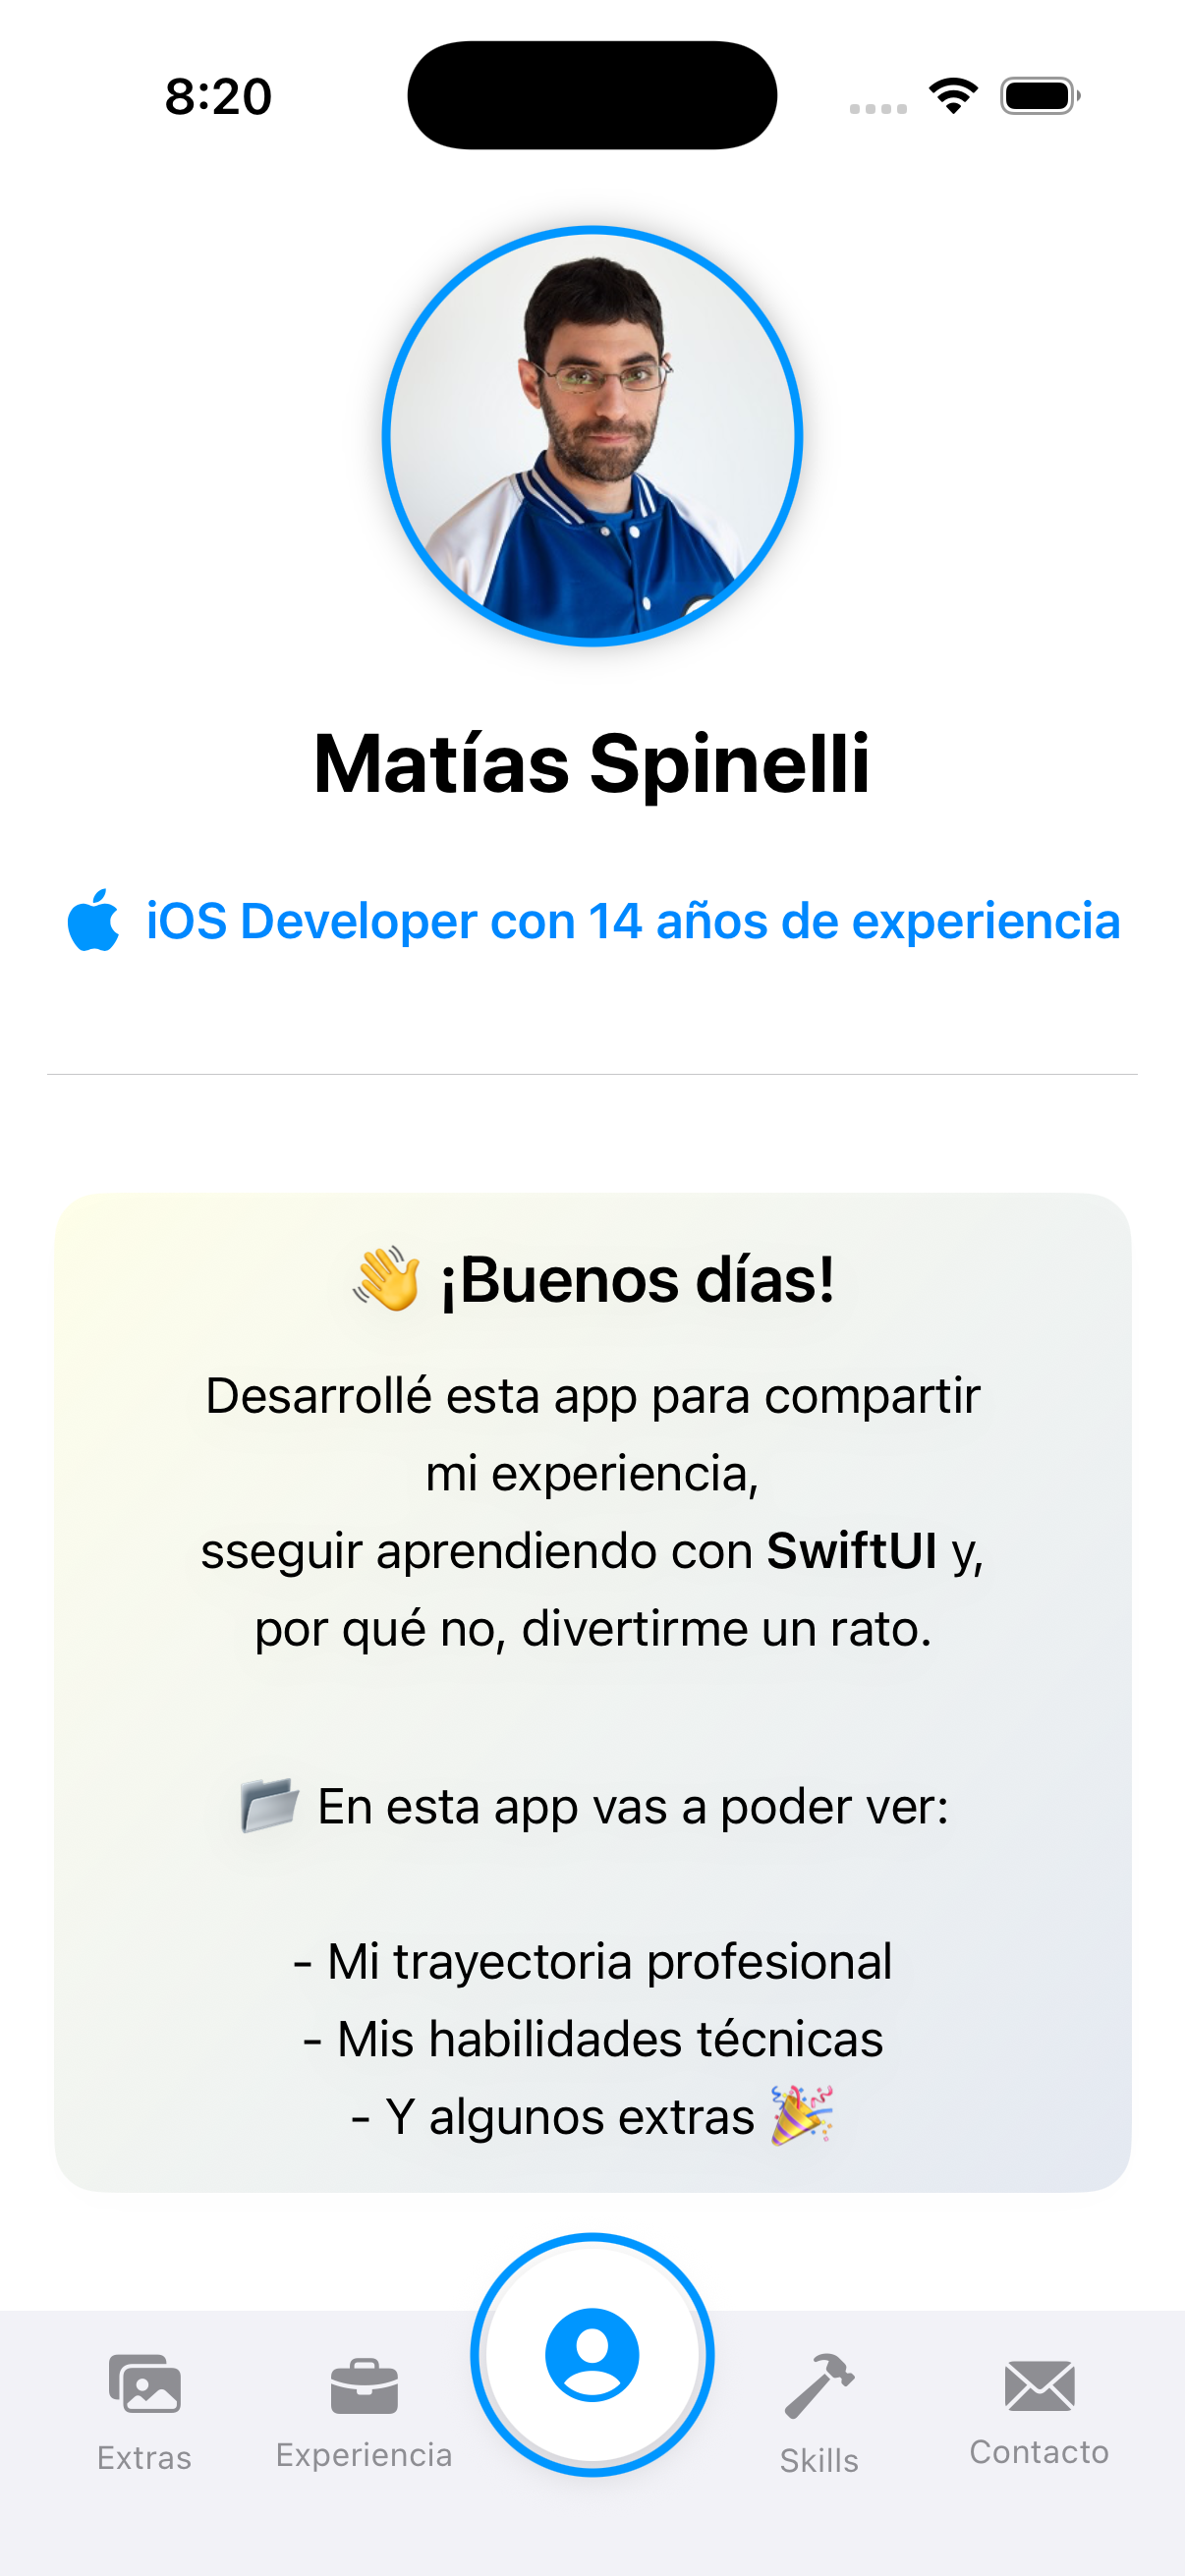 8:20
Matías Spinelli
iOS Developer con 14 años de experiencia
👋 ¡Buenos días!
Desarrollé esta app para compartir
mi experiencia,
sseguir aprendiendo con SwiftUI y,
por qué no, divertirme un rato.
📂 En esta app vas a poder ver:
- Mi trayectoria profesional
- Mis habilidades técnicas
- Y algunos extras 🎉
Extras
Experiencia
Skills
Contacto